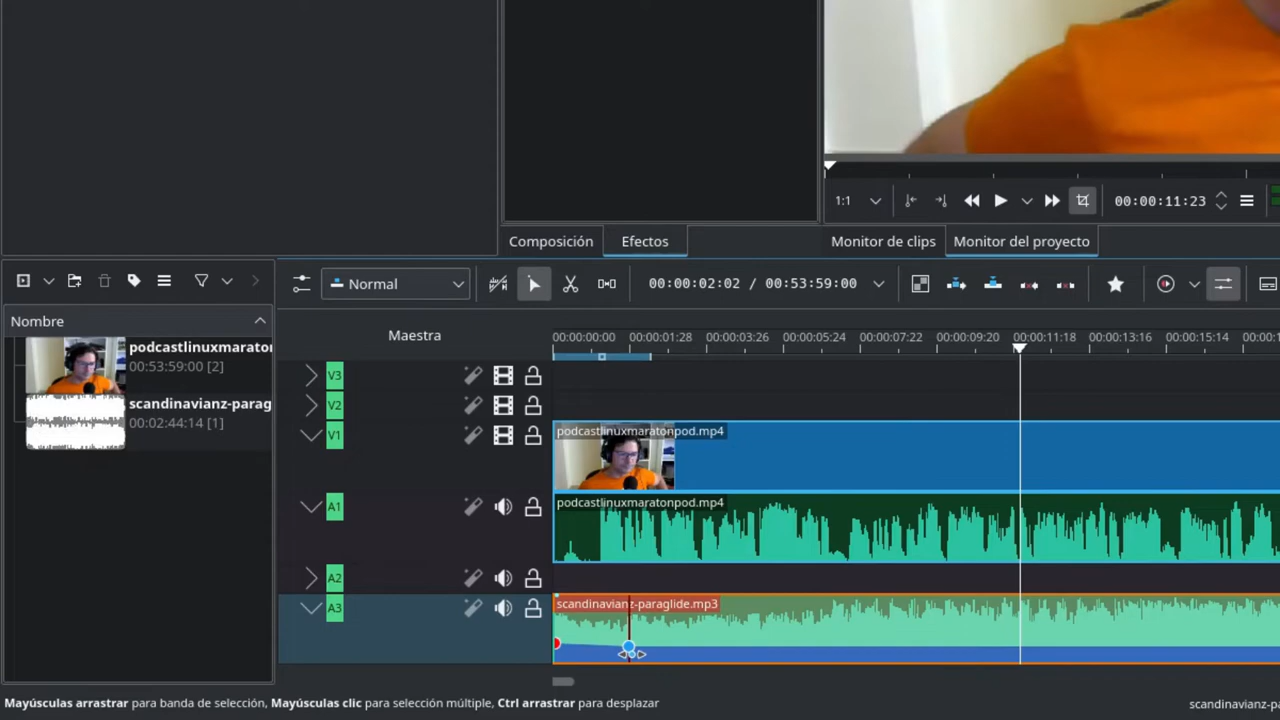 Composición
Efectos
1:1
00:00:11:23
Monitor de clips
Monitor del proyecto
Normal
00:00:02:02 / 00:53:59:00
Nombre
podcastlinuxmarato
00:53:59:00 [2]
scandinavianz-parag
00:02:44:14 [1]
Maestra
00:00:00:00
00:00:01:28
00:00:03:26
00:00:05:24
00:00:07:22
00:00:09:20
00:00:11:18
00:00:13:16
00:00:15:14
00:00:1
V3
V2
V1
podcastlinuxmaratonpod.mp4
A1
podcastlinuxmaratonpod.mp4
A2
A3
scandinavianz-paraglide.mp3
Mayúsculas arrastrar para banda de selección, Mayúsculas clic para selección múltiple, Ctrl arrastrar para desplazar
scandinavianz-pa